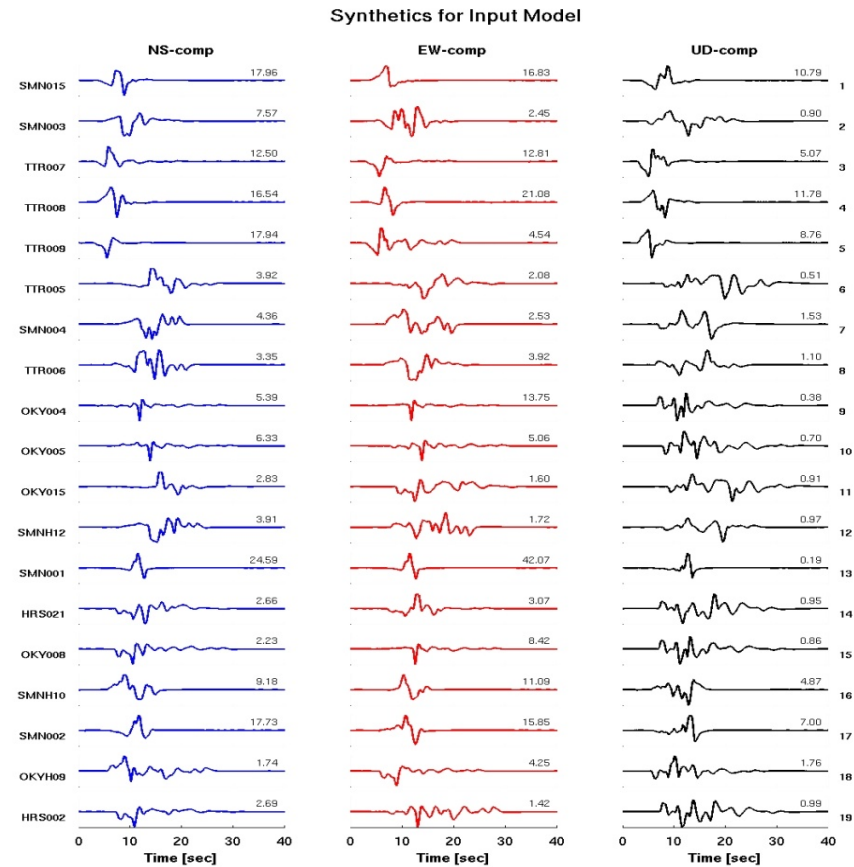 Synthetics for Input Model
NS-comp EW-comp UD-comp
SMN015 17.96 16.83 10.79 1
SMN003 7.57 2.45 0.90 2
TTR007 12.50 12.81 5.07 3
TTR008 16.54 21.08 11.78 4
TTR009 17.94 4.54 8.76 5
TTR005 3.92 2.08 0.51 6
SMN004 4.36 2.53 1.53 7
TTR006 3.35 3.92 1.10 8
OKY004 5.39 13.75 0.38 9
OKY005 6.33 5.06 0.70 10
OKY015 2.83 1.60 0.91 11
SMNH12 3.91 1.72 0.97 12
SMN001 24.59 42.07 0.19 13
HRS021 2.66 3.07 0.95 14
OKY008 2.23 8.42 0.86 15
SMNH10 9.18 11.09 4.87 16
SMN002 17.73 15.85 7.00 17
OKYH09 1.74 4.25 1.76 18
HRS002 2.69 1.42 0.99 19
0 10 20 30 40 0 10 20 30 40 0 10 20 30 40
Time [sec] Time [sec] Time [sec]